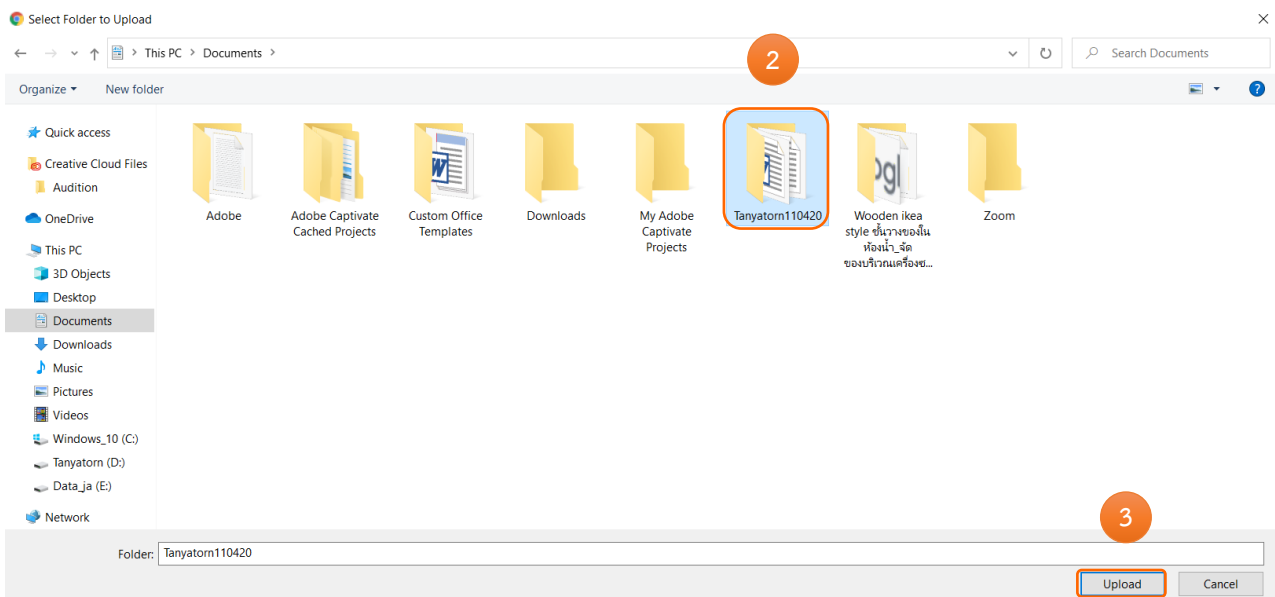 Select Folder to Upload
This PC > Documents >
Search Documents
2
Organize
New folder
?
Quick access
Creative Cloud Files
Audition
OneDrive
This PC
3D Objects
Desktop
Documents
Downloads
Music
Pictures
Videos
Windows_10 (C:)
Tanyatorn (D:)
Data_ja (E:)
Network
Adobe
Adobe Captivate
Cached Projects
Custom Office
Templates
Downloads
My Adobe
Captivate
Projects
Tanyatorn110420
Wooden ikea
style ชั้นวางของใน
ห้องน้ำ_จัด
ของบริเวณเครื่องซ...
Zoom
3
Folder: Tanyatorn110420
Upload
Cancel